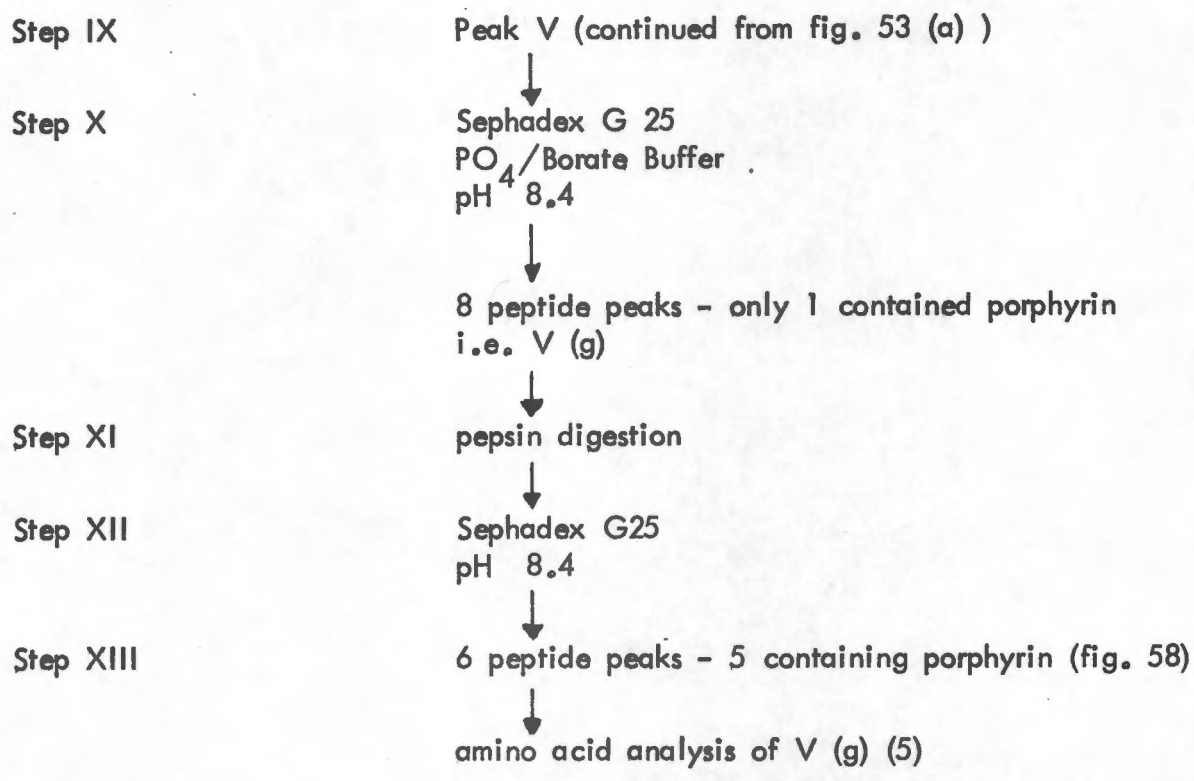 Step IX Peak V (continued from fig. 53 (a) )
Step X Sephadex G 25
PO4/Borate Buffer
pH 8.4
8 peptide peaks - only 1 contained porphyrin
i.e. V (g)
Step XI pepsin digestion
Step XII Sephadex G25
pH 8.4
Step XIII 6 peptide peaks - 5 containing porphyrin (fig. 58)
amino acid analysis of V (g) (5)